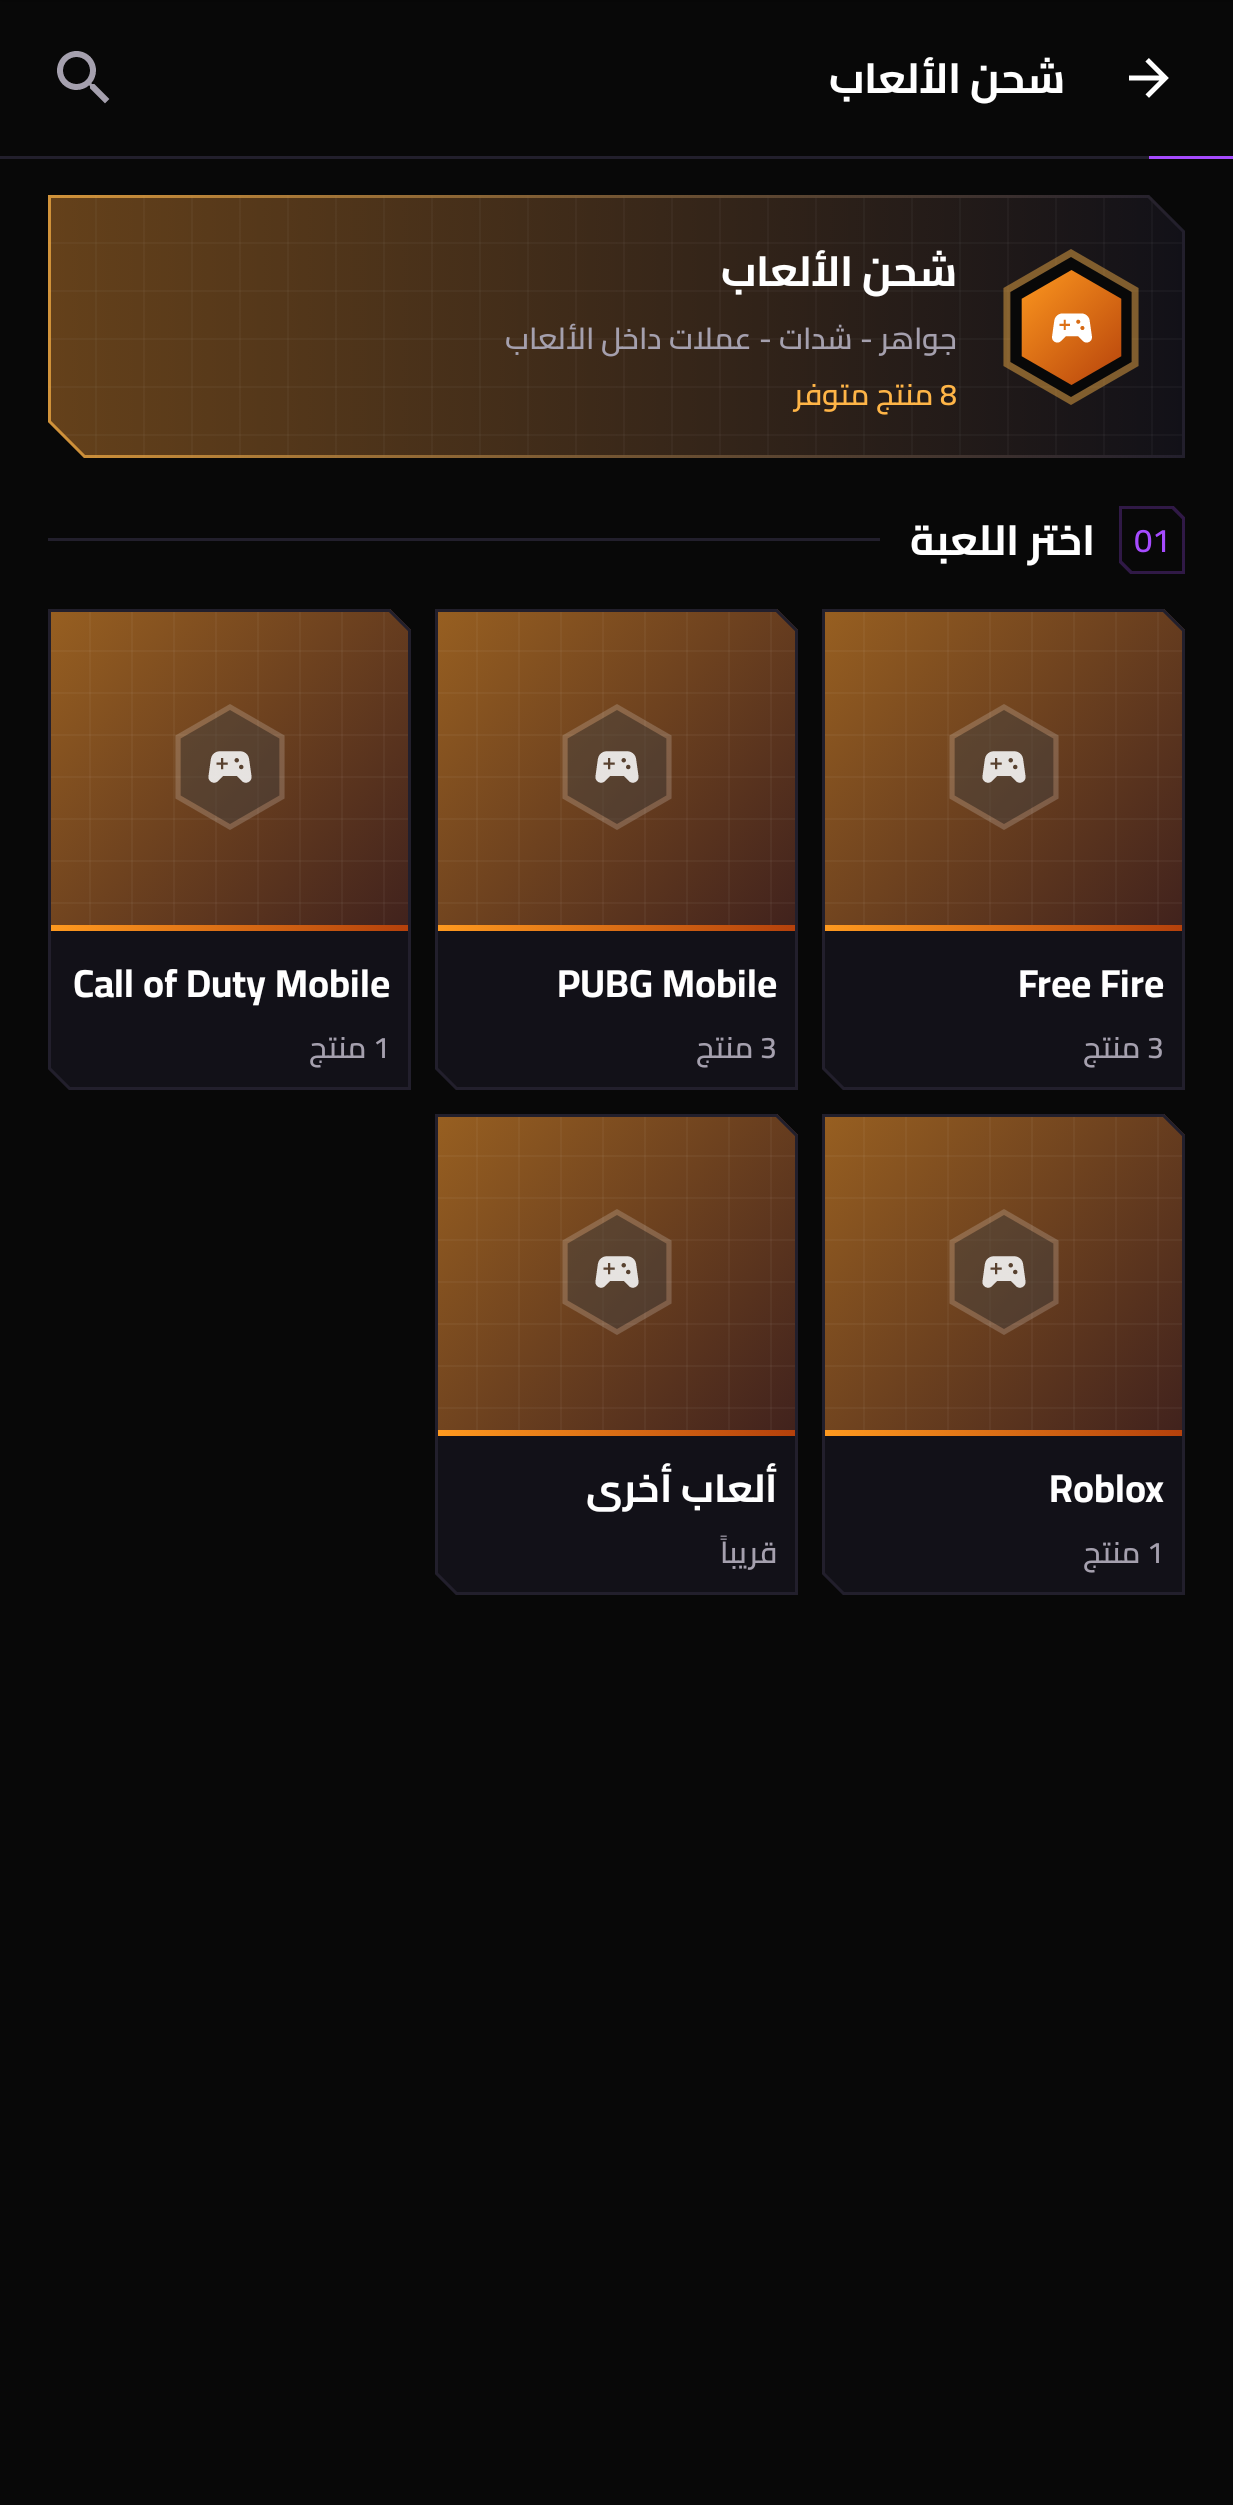 شحن الألعاب
شحن الألعاب
جواهر - شدات - عملات داخل الألعاب
8 منتج متوفر
01
اختر اللعبة
Free Fire
3 منتج
PUBG Mobile
3 منتج
Call of Duty Mobile
1 منتج
Roblox
1 منتج
ألعاب أخرى
قريباً